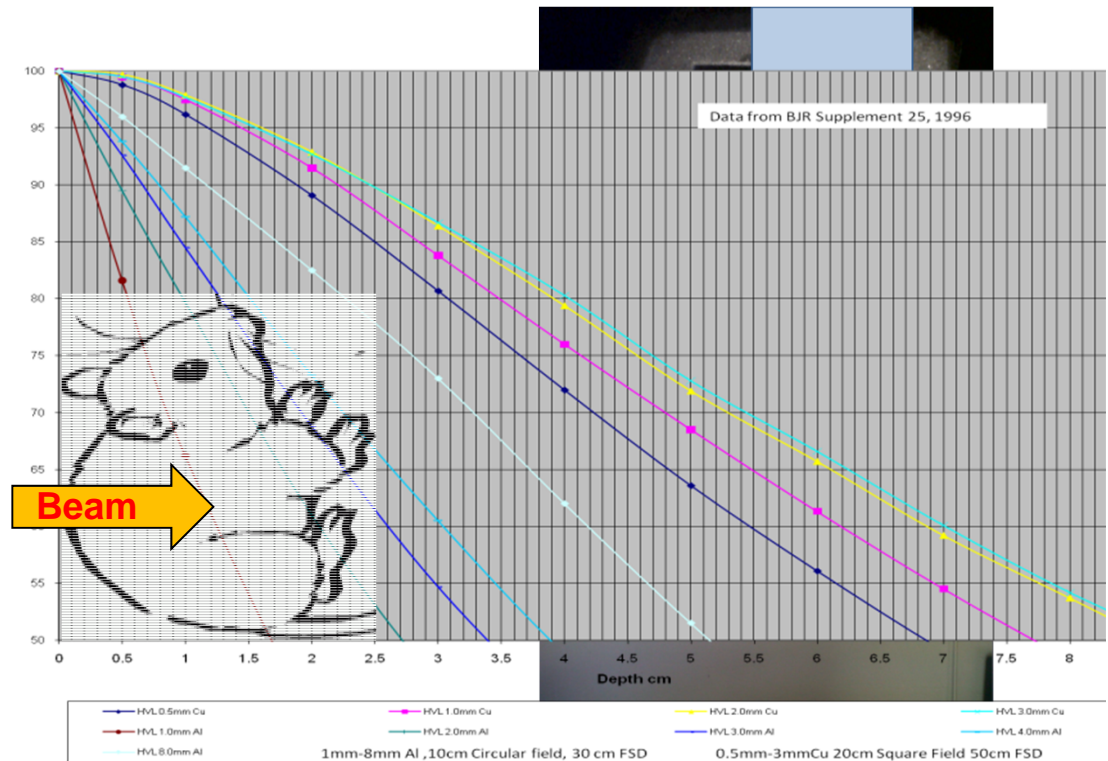 100
95
90
85
80
75
70
65
55
50
Data from BJR Supplement 25, 1996
Beam
0 0.5 1 1.5 2 2.5 3 3.5 4 4.5 5 5.5 6 6.5 7 7.5 8
Depth cm
HVL 0.5mm Cu HVL 1.0mm Cu HVL 2.0mm Cu HVL 3.0mm Cu
HVL 1.0mm Al HVL 2.0mm Al HVL 3.0mm Al HVL 4.0mm Al
HVL 8.0mm Al 1mm-8mm Al ,10cm Circular field, 30 cm FSD 0.5mm-3mmCu 20cm Square Field 50cm FSD